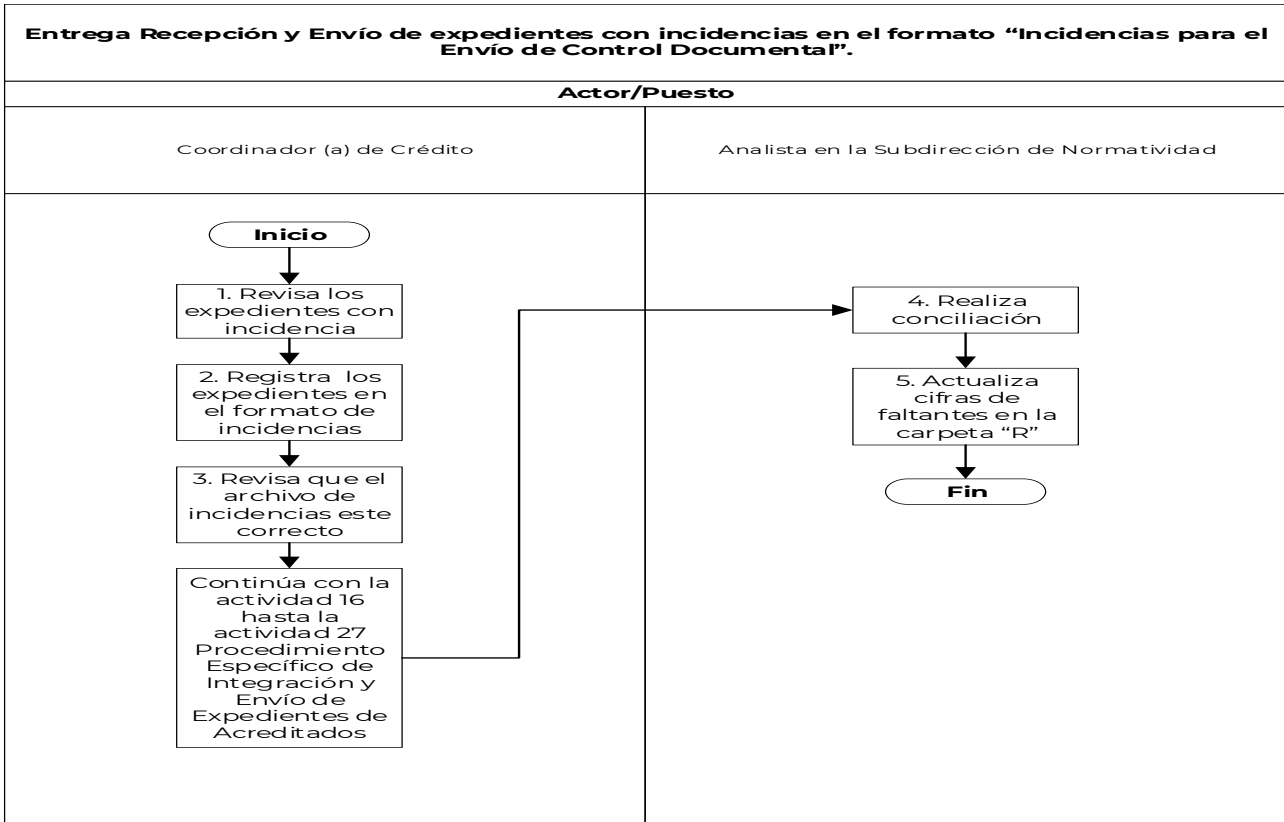 Entrega Recepción y Envío de expedientes con incidencias en el formato “Incidencias para el
Envío de Control Documental”.
Actor/Puesto
Coordinador (a) de Crédito
Analista en la Subdirección de Normatividad
Inicio
1. Revisa los
expedientes con
incidencia
2. Registra los
expedientes en
el formato de
incidencias
3. Revisa que el
archivo de
incidencias este
correcto
Continúa con la
actividad 16
hasta la
actividad 27
Procedimiento
Específico de
Integración y
Envío de
Expedientes de
Acreditados
4. Realiza
conciliación
5. Actualiza
cifras de
faltantes en la
carpeta “R”
Fin